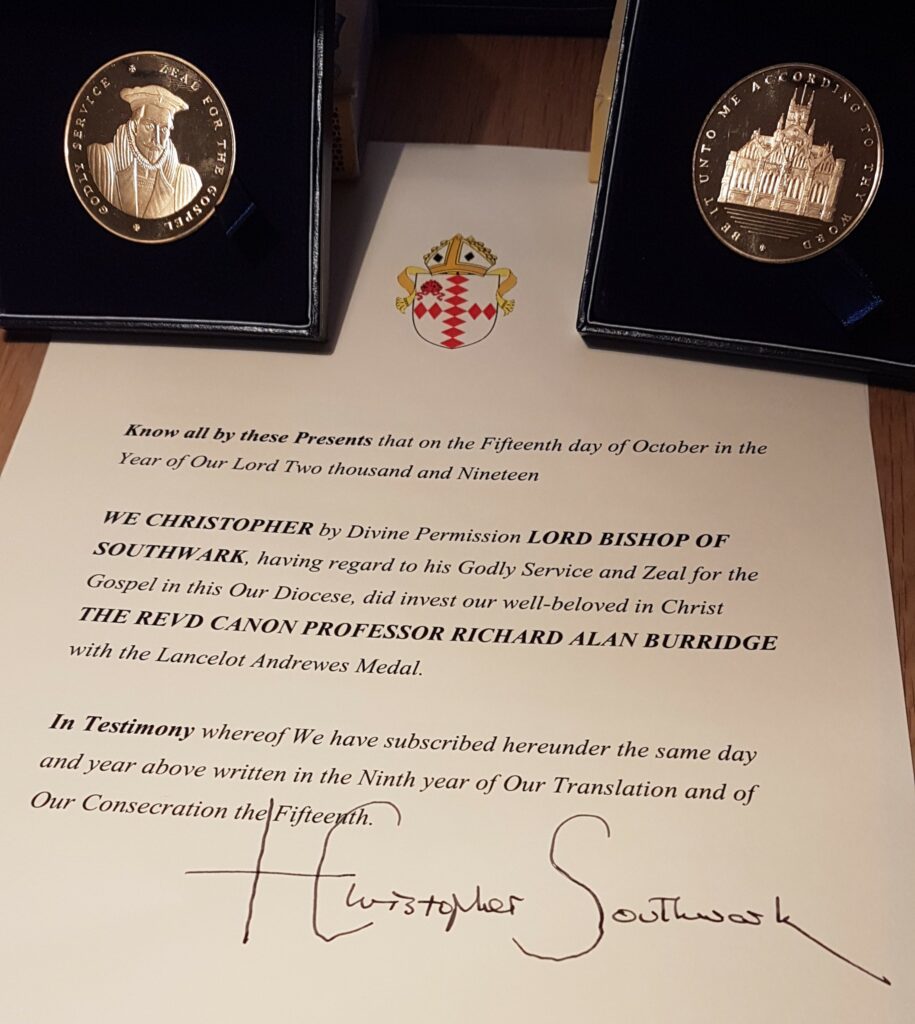 GODLY SERVICE * ZEAL FOR THE GOSPEL *
BE IT UNTO ME ACCORDING TO THY WORD *
Know all by these Presents that on the Fifteenth day of October in the
Year of Our Lord Two thousand and Nineteen
WE CHRISTOPHER by Divine Permission LORD BISHOP OF
SOUTHWARK, having regard to his Godly Service and Zeal for the
Gospel in this Our Diocese, did invest our well-beloved in Christ
THE REVD CANON PROFESSOR RICHARD ALAN BURRIDGE
with the Lancelot Andrewes Medal.
In Testimony whereof We have subscribed hereunder the same day
and year above written in the Ninth year of Our Translation and of
Our Consecration the Fifteenth.
Christopher Southwark